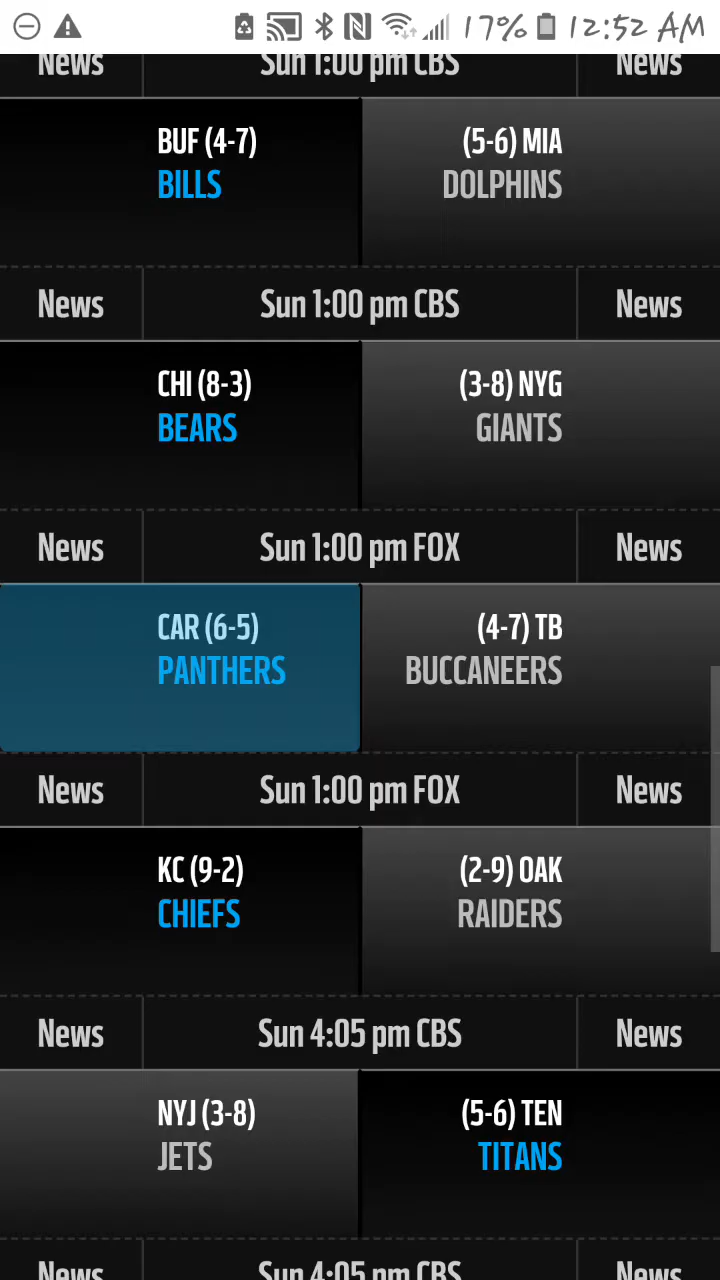 17% 12:52 AM
News Sun 1:00 pm CBS News
BUF (4-7) (5-6) MIA
BILLS DOLPHINS
News Sun 1:00 pm CBS News
CHI (8-3) (3-8) NYG
BEARS GIANTS
News Sun 1:00 pm FOX News
CAR (6-5) (4-7) TB
PANTHERS BUCCANEERS
News Sun 1:00 pm FOX News
KC (9-2) (2-9) OAK
CHIEFS RAIDERS
News Sun 4:05 pm CBS News
NYJ (3-8) (5-6) TEN
JETS TITANS
News Sun 4:05 pm CBS News